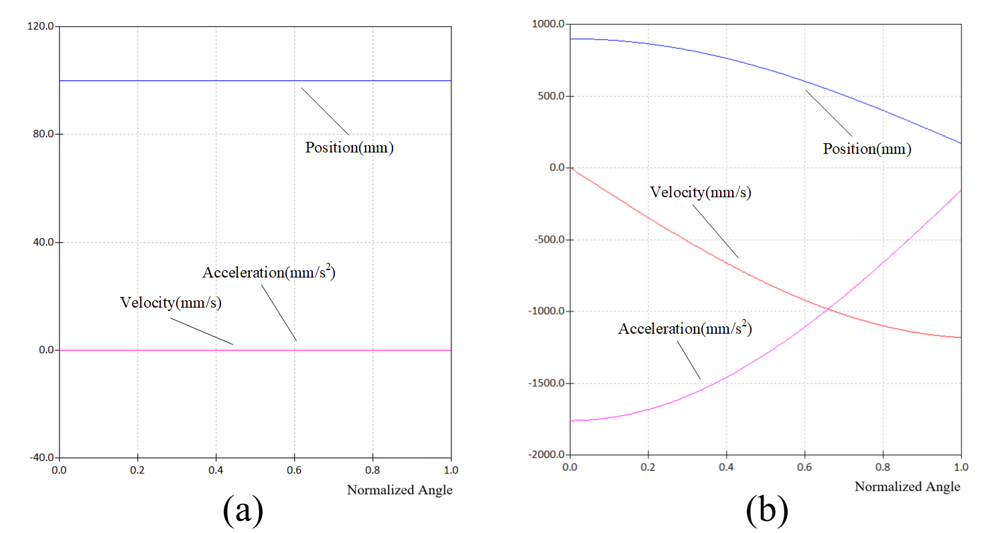 120.0
80.0
Position(mm)
40.0
Acceleration(mm/s²)
Velocity(mm/s)
0.0
-40.0
0.0 0.2 0.4 0.6 0.8 1.0
Normalized Angle
(a)
1000.0
500.0
Position(mm)
0.0
Velocity(mm/s)
-500.0
-1000.0
Acceleration(mm/s²)
-1500.0
-2000.0
0.0 0.2 0.4 0.6 0.8 1.0
Normalized Angle
(b)